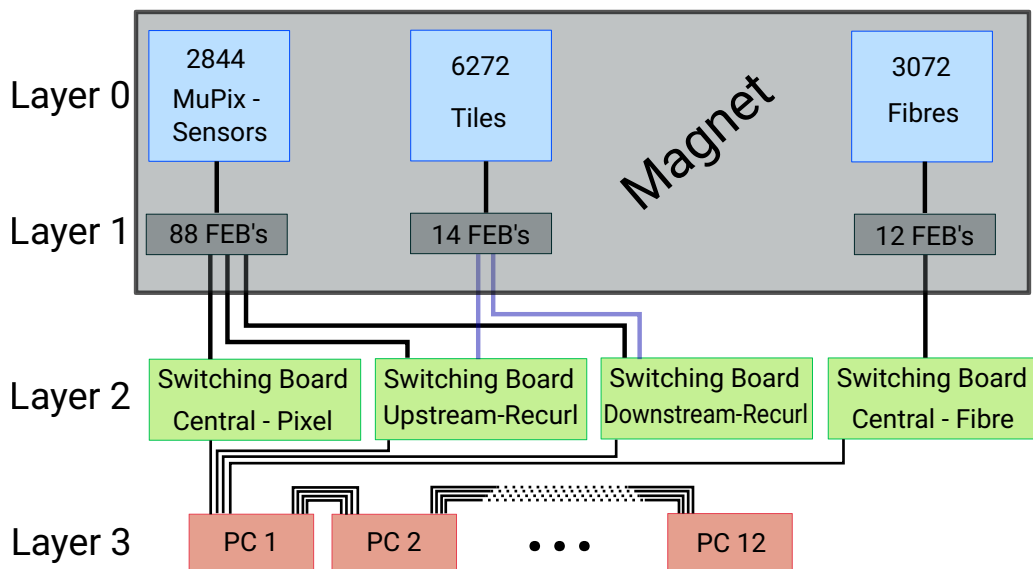 Layer 0
2844
MuPix -
Sensors
6272
Tiles
Magnet
3072
Fibres
Layer 1
88 FEB's
14 FEB's
12 FEB's
Layer 2
Switching Board
Central - Pixel
Switching Board
Upstream-Recurl
Switching Board
Downstream-Recurl
Switching Board
Central - Fibre
Layer 3
PC 1
PC 2
...
PC 12